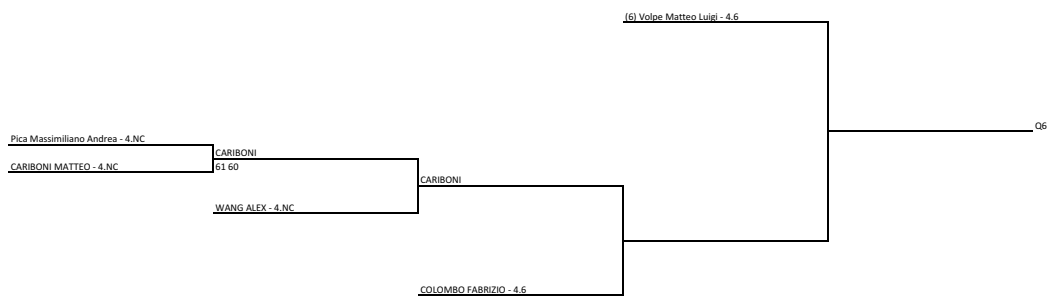 (6) Volpe Matteo Luigi - 4.6
Q6
Pica Massimiliano Andrea - 4.NC
CARIBONI
CARIBONI MATTEO - 4.NC
61 60
CARIBONI
WANG ALEX - 4.NC
COLOMBO FABRIZIO - 4.6